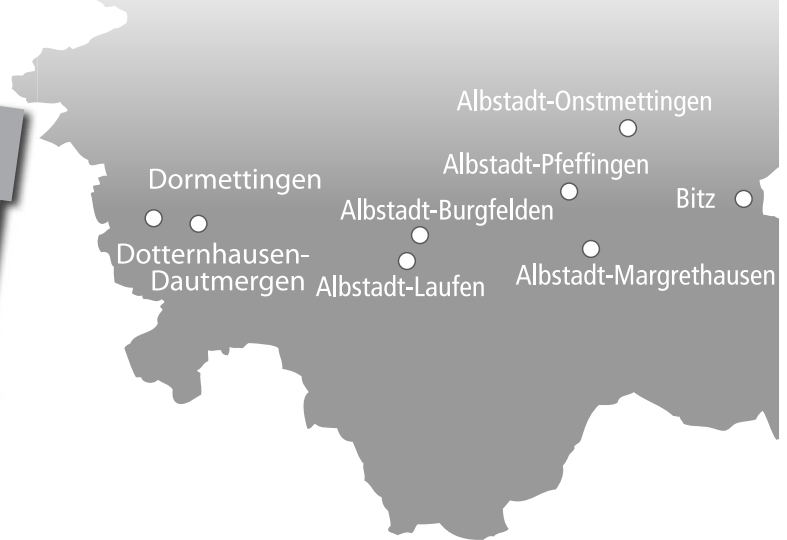 Albstadt-Onstmettingen
Albstadt-Pfeffingen
Dormettingen
Bitz
Albstadt-Burgfelden
Dotternhausen-
Dautmergen
Albstadt-Laufen
Albstadt-Margrethausen